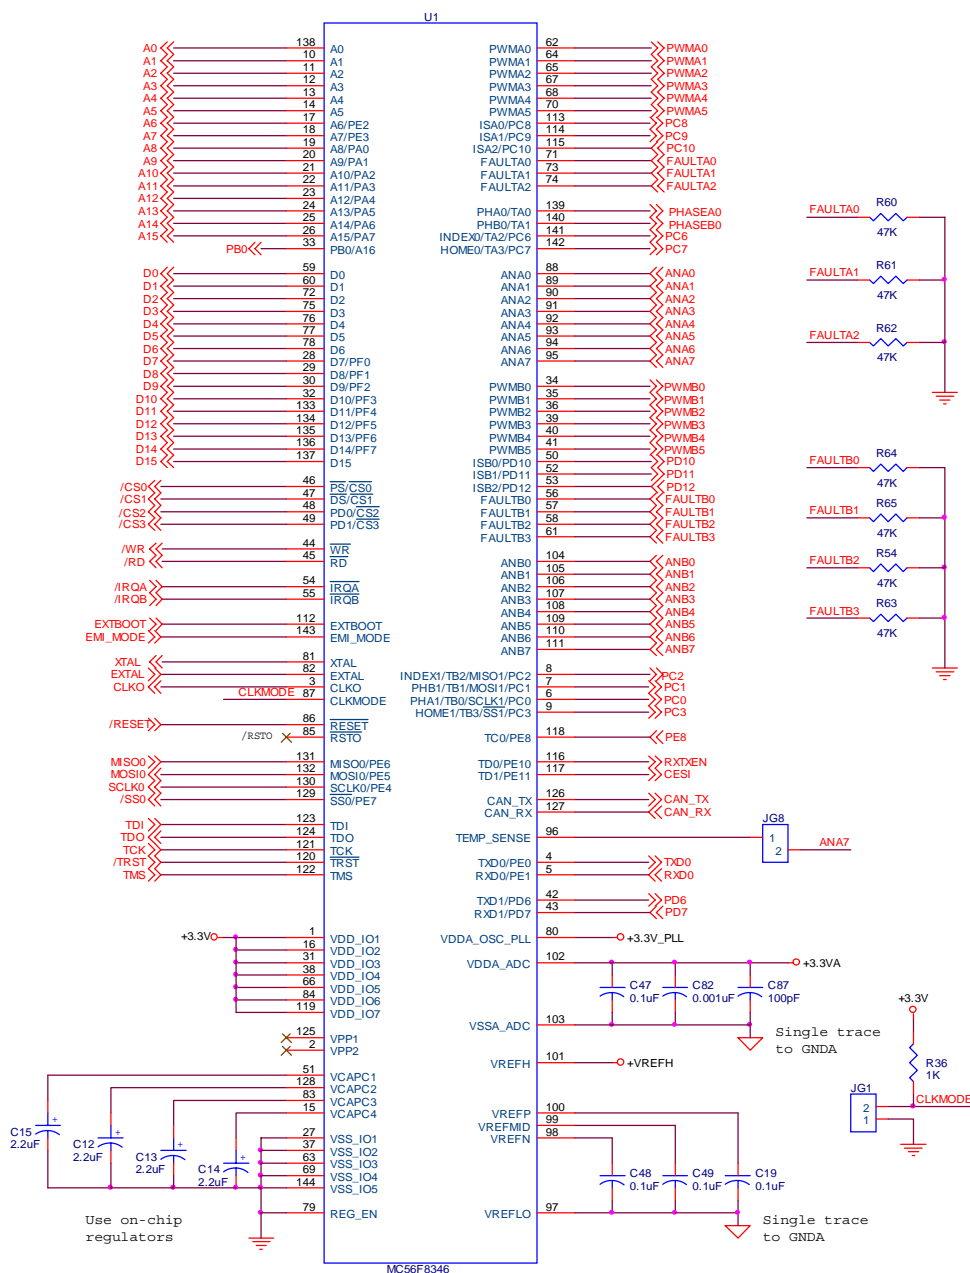 U1
A0 138 A0
A1 10 A1
A2 11 A2
A3 12 A3
A4 13 A4
A5 14 A5
A6 17 A6/PE2
A7 18 A7/PE3
A8 19 A8/PA0
A9 20 A9/PA1
A10 21 A10/PA2
A11 22 A11/PA3
A12 23 A12/PA4
A13 24 A13/PA5
A14 25 A14/PA6
A15 26 A15/PA7
PB0 33 PB0/A16
D0 59 D0
D1 60 D1
D2 72 D2
D3 75 D3
D4 76 D4
D5 77 D5
D6 78 D6
D7 28 D7/PF0
D8 29 D8/PF1
D9 30 D9/PF2
D10 32 D10/PF3
D11 133 D11/PF4
D12 134 D12/PF5
D13 135 D13/PF6
D14 136 D14/PF7
D15 137 D15
/CS0 46 PS/CS0
/CS1 47 DS/CS1
/CS2 48 PD0/CS2
/CS3 49 PD1/CS3
/WR 44 WR
/RD 45 RD
/IRQA 54 IRQA
/IRQB 55 IRQB
EXTBOOT 112 EXTBOOT
EMI_MODE 143 EMI_MODE
XTAL 81 XTAL
EXTAL 82 EXTAL
CLKO 3 CLKO
CLKMODE 87 CLKMODE
/RESET 86 RESET
/RSTO 85 RSTO
MISO0 131 MISO0/PE6
MOSI0 132 MOSI0/PE5
SCLK0 130 SCLK0/PE4
/SS0 129 SS0/PE7
TDI 123 TDI
TDO 124 TDO
TCK 121 TCK
/TRST 120 TRST
TMS 122 TMS
+3.3V 1 VDD_IO1
16 VDD_IO2
31 VDD_IO3
38 VDD_IO4
66 VDD_IO5
84 VDD_IO6
119 VDD_IO7
125 VPP1
2 VPP2
51 VCAPC1
128 VCAPC2
83 VCAPC3
15 VCAPC4
27 VSS_IO1
37 VSS_IO2
63 VSS_IO3
69 VSS_IO4
144 VSS_IO5
79 REG_EN
C15
2.2uF
C12
2.2uF
C13
2.2uF
C14
2.2uF
Use on-chip
regulators
PWMA0 62 PWMA0
PWMA1 64 PWMA1
PWMA2 65 PWMA2
PWMA3 67 PWMA3
PWMA4 68 PWMA4
PWMA5 70 PWMA5
ISA0/PC8 113 PC8
ISA1/PC9 114 PC9
ISA2/PC10 115 PC10
FAULTA0 71 FAULTA0
FAULTA1 73 FAULTA1
FAULTA2 74 FAULTA2
PHA0/TA0 139 PHASEA0
PHB0/TA1 140 PHASEB0
INDEX0/TA2/PC6 141 PC6
HOME0/TA3/PC7 142 PC7
ANA0 88 ANA0
ANA1 89 ANA1
ANA2 90 ANA2
ANA3 91 ANA3
ANA4 92 ANA4
ANA5 93 ANA5
ANA6 94 ANA6
ANA7 95 ANA7
PWMB0 34 PWMB0
PWMB1 35 PWMB1
PWMB2 36 PWMB2
PWMB3 39 PWMB3
PWMB4 40 PWMB4
PWMB5 41 PWMB5
ISB0/PD10 50 PD10
ISB1/PD11 52 PD11
ISB2/PD12 53 PD12
FAULTB0 56 FAULTB0
FAULTB1 57 FAULTB1
FAULTB2 58 FAULTB2
FAULTB3 61 FAULTB3
ANB0 104 ANB0
ANB1 105 ANB1
ANB2 106 ANB2
ANB3 107 ANB3
ANB4 108 ANB4
ANB5 109 ANB5
ANB6 110 ANB6
ANB7 111 ANB7
INDEX1/TB2/MISO1/PC2 8 PC2
PHB1/TB1/MOSI1/PC1 7 PC1
PHA1/TB0/SCLK1/PC0 6 PC0
HOME1/TB3/SS1/PC3 9 PC3
TC0/PE8 118 PE8
TD0/PE10 116 RXTXEN
TD1/PE11 117 CESI
CAN_TX 126 CAN_TX
CAN_RX 127 CAN_RX
TEMP_SENSE 96
TXD0/PE0 4 TXD0
RXD0/PE1 5 RXD0
TXD1/PD6 42 PD6
RXD1/PD7 43 PD7
VDDA_OSC_PLL 80 +3.3V_PLL
VDDA_ADC 102 +3.3VA
VSSA_ADC 103
VREFH 101 +VREFH
VREFP 100
VREFMID 99
VREFN 98
VREFLO 97
MC56F8346
JG8
1
2
ANA7
C47
0.1uF
C82
0.001uF
C87
100pF
Single trace
to GNDA
C48
0.1uF
C49
0.1uF
C19
0.1uF
Single trace
to GNDA
FAULTA0 R60
47K
FAULTA1 R61
47K
FAULTA2 R62
47K
FAULTB0 R64
47K
FAULTB1 R65
47K
FAULTB2 R54
47K
FAULTB3 R63
47K
+3.3V
R36
1K
JG1
2
1
CLKMODE